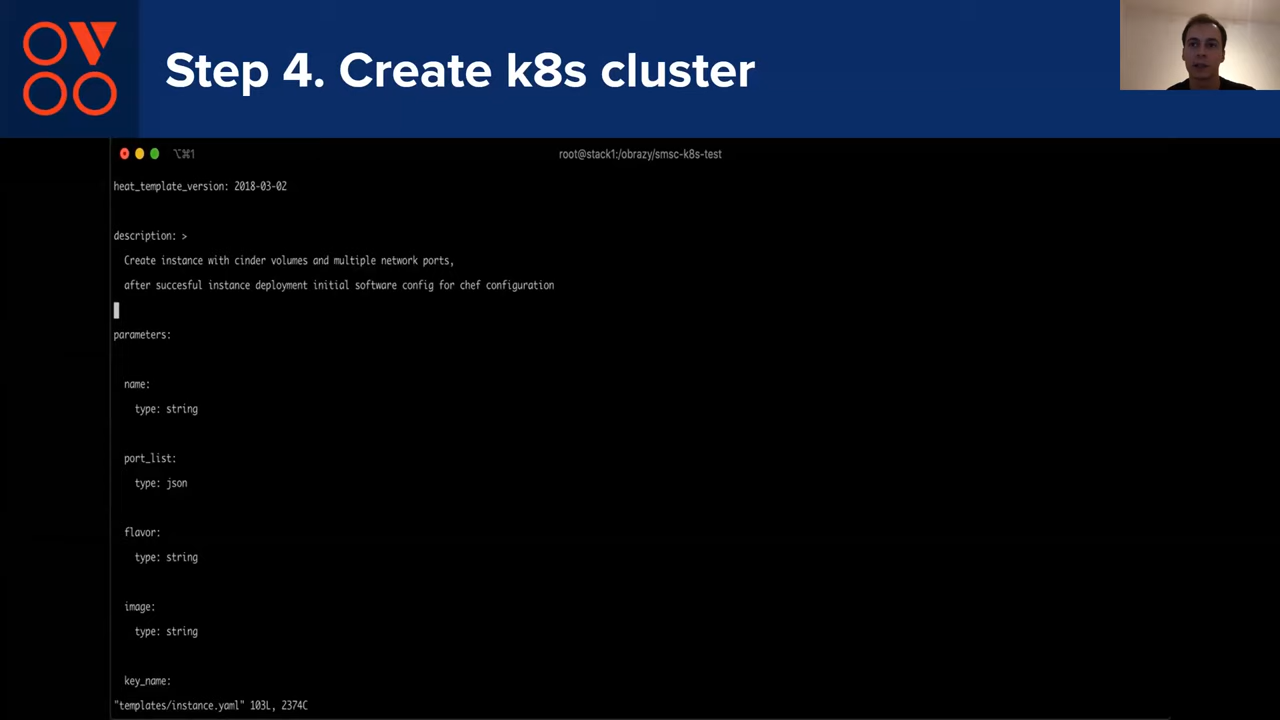 OVOO
Step 4. Create k8s cluster
⌥⌘1
root@stack1:/obrazy/smsc-k8s-test
heat_template_version: 2018-03-02
description: >
Create instance with cinder volumes and multiple network ports,
after succesful instance deployment initial software config for chef configuration
parameters:
name:
type: string
port_list:
type: json
flavor:
type: string
image:
type: string
key_name:
"templates/instance.yaml" 103L, 2374C